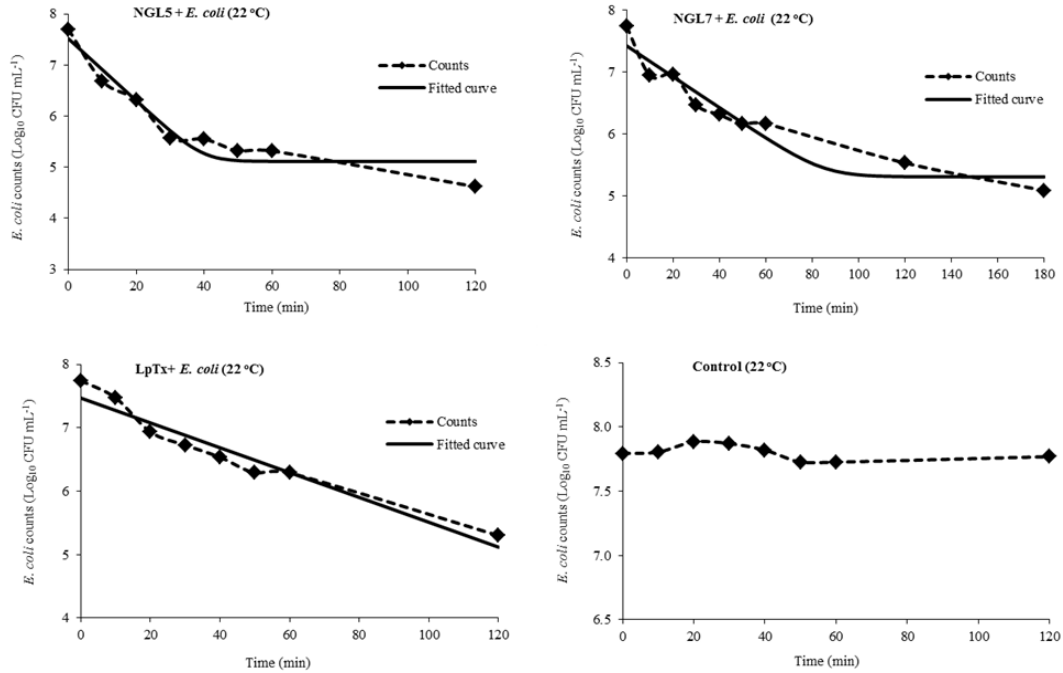 NGL5 + E. coli (22 °C)
8
7
6
5
4
3
0 20 40 60 80 100 120
Time (min)
E. coli counts (Log₁₀ CFU mL⁻¹)
Counts
Fitted curve
NGL7 + E. coli (22 °C)
8
7
6
5
4
0 20 40 60 80 100 120 140 160 180
Time (min)
E. coli counts (Log₁₀ CFU mL⁻¹)
Counts
Fitted curve
LpTx+ E. coli (22 °C)
8
7
6
5
4
0 20 40 60 80 100 120
Time (min)
E. coli counts (Log₁₀ CFU mL⁻¹)
Counts
Fitted curve
Control (22 °C)
8.5
8.0
7.5
7.0
6.5
0 20 40 60 80 100 120
Time (min)
E. coli counts (Log₁₀ CFU mL⁻¹)